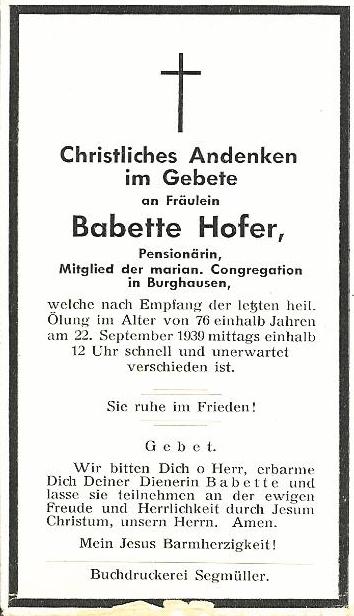 Christliches Andenken
im Gebete
an Fräulein
Babette Hofer,
Pensionärin,
Mitglied der marian. Congregation
in Burghausen,
welche nach Empfang der letzten heil.
Ölung im Alter von 76 einhalb Jahren
am 22. September 1939 mittags einhalb
12 Uhr schnell und unerwartet
verschieden ist.
Sie ruhe im Frieden!
Gebet.
Wir bitten Dich o Herr, erbarme
Dich Deiner Dienerin Babette und
lasse sie teilnehmen an der ewigen
Freude und Herrlichkeit durch Jesum
Christum, unsern Herrn. Amen.
Mein Jesus Barmherzigkeit!
Buchdruckerei Segmüller.